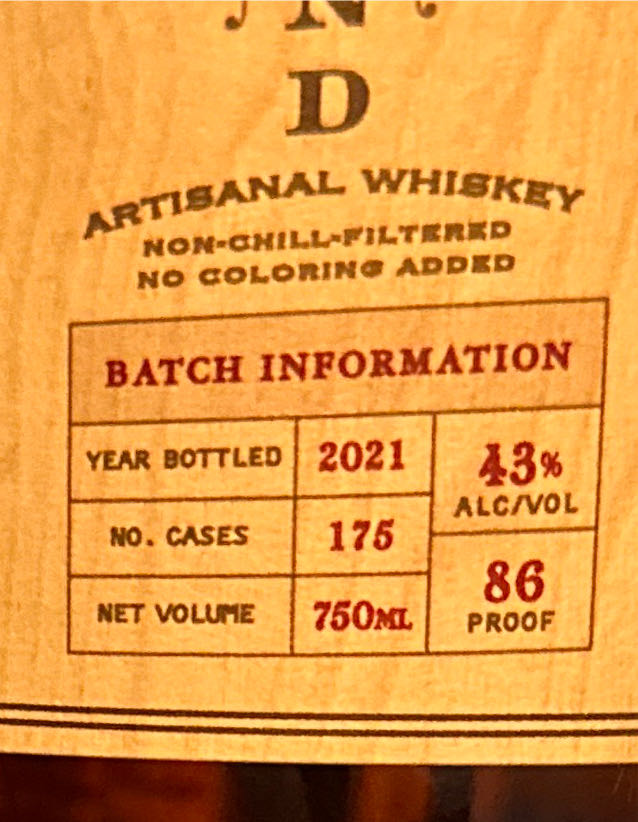 N
D
ARTISANAL WHISKEY
NON-CHILL-FILTERED
NO COLORING ADDED
BATCH INFORMATION
YEAR BOTTLED 2021
43%
ALC/VOL
NO. CASES 175
86
PROOF
NET VOLUME 750ML